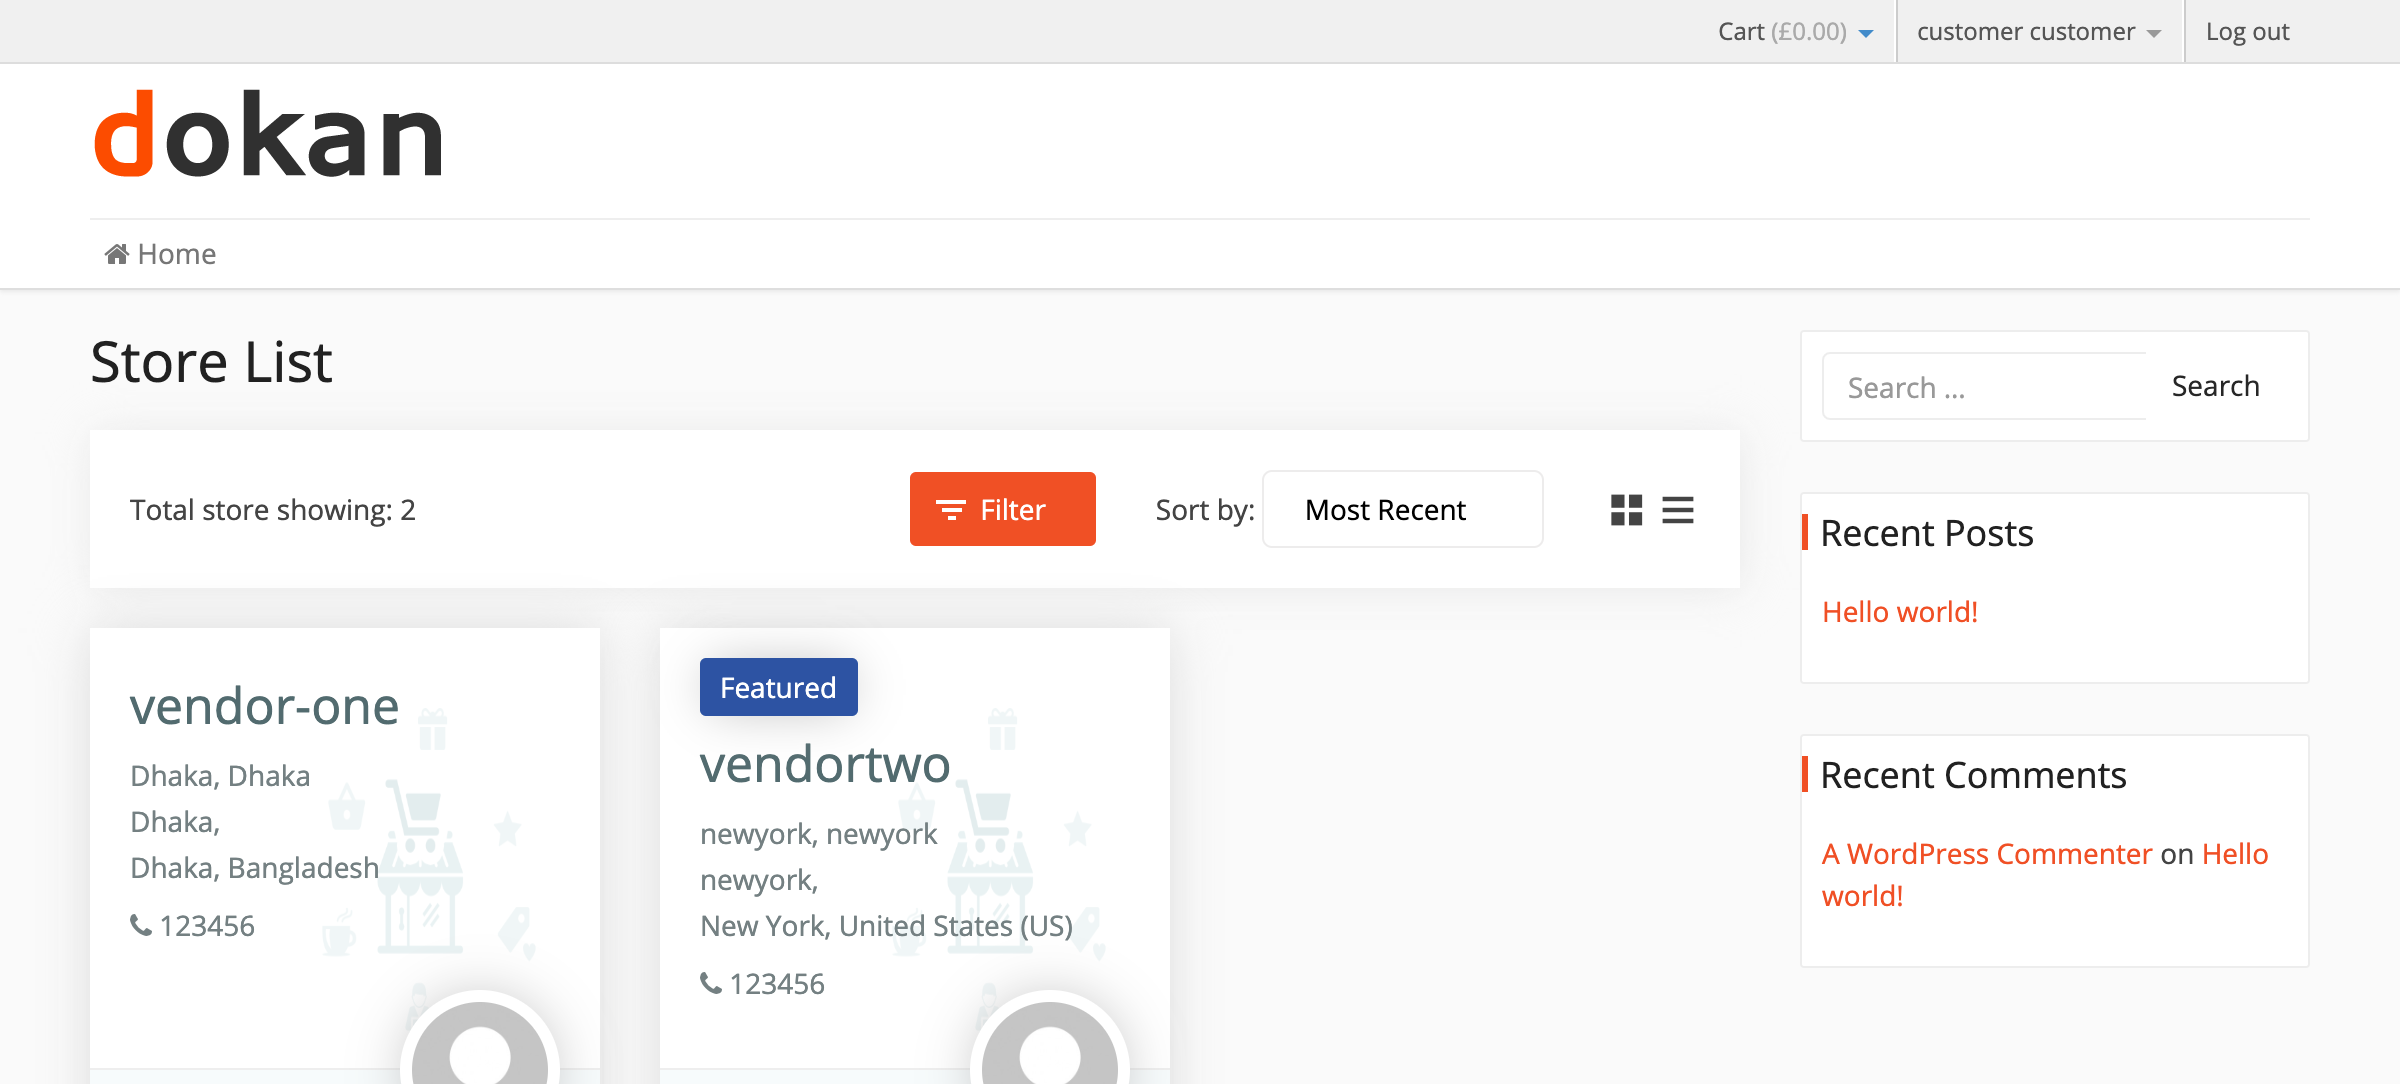 Cart (£0.00)
customer customer
Log out
dokan
Home
Store List
Total store showing: 2
Filter
Sort by:
Most Recent
vendor-one
Dhaka, Dhaka
Dhaka,
Dhaka, Bangladesh
123456
Featured
vendortwo
newyork, newyork
newyork,
New York, United States (US)
123456
Search ...
Search
Recent Posts
Hello world!
Recent Comments
A WordPress Commenter on Hello
world!